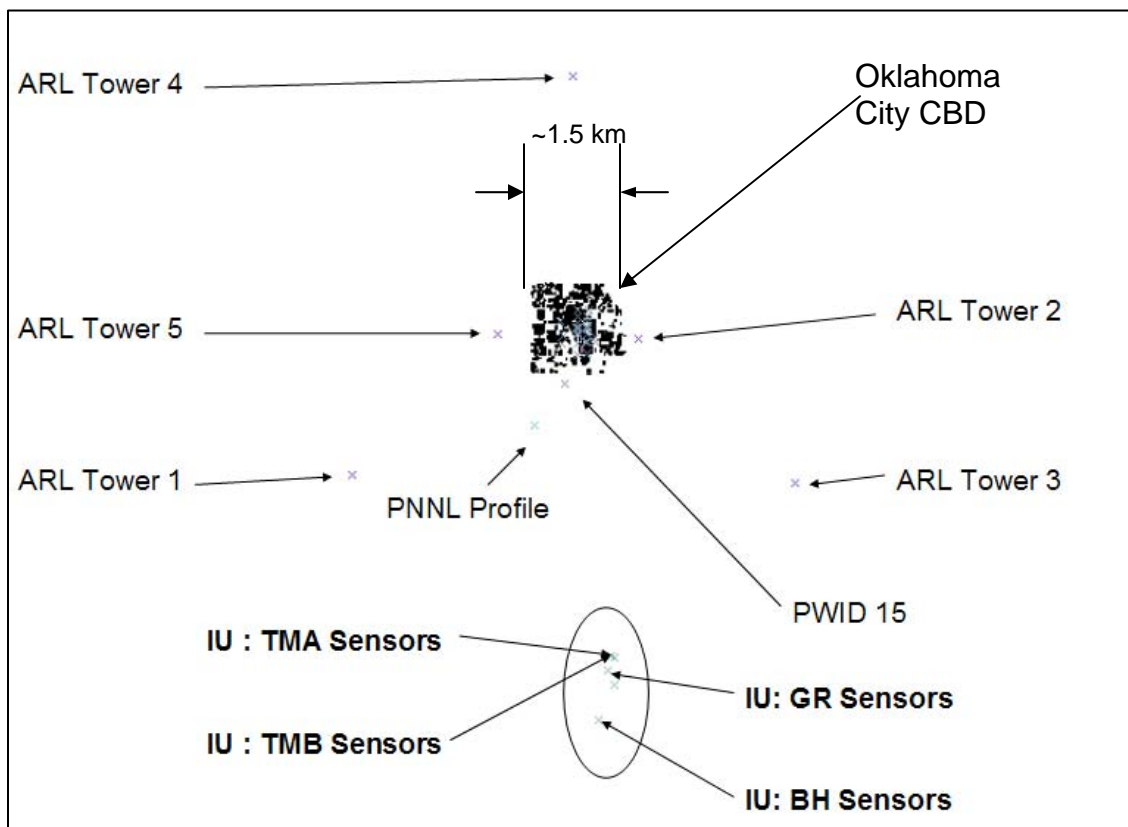 ARL Tower 4
Oklahoma
City CBD
~1.5 km
ARL Tower 5
ARL Tower 2
ARL Tower 1
PNNL Profile
ARL Tower 3
PWID 15
IU : TMA Sensors
IU: GR Sensors
IU : TMB Sensors
IU: BH Sensors